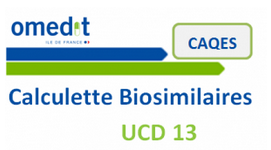 omedit
ILE DE FRANCE
CAQES
Calculette Biosimilaires
UCD 13